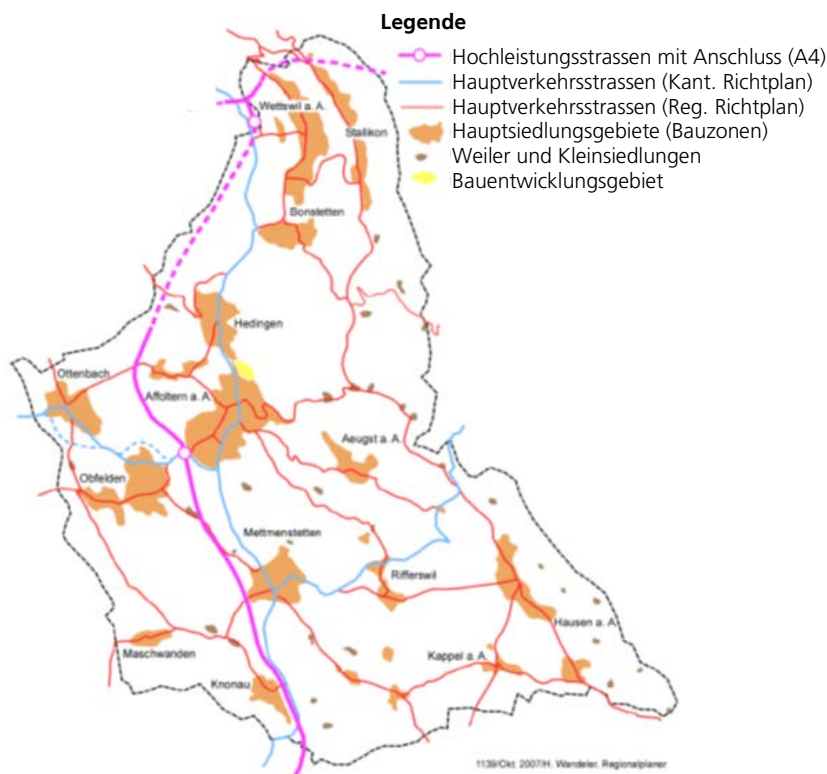 Legende
Hochleistungsstrassen mit Anschluss (A4)
Hauptverkehrsstrassen (Kant. Richtplan)
Hauptverkehrsstrassen (Reg. Richtplan)
Hauptsiedlungsgebiete (Bauzonen)
Weiler und Kleinsiedlungen
Bauentwicklungsgebiet
Wettswil a. A.
Stallikon
Bonstetten
Hedingen
Ottenbach
Affoltern a. A.
Aeugst a. A.
Obfelden
Mettmenstetten
Rifferswil
Hausen a. A.
Maschwanden
Kappel a. A.
Knonau
1139/Okt. 2007/H. Wandeler, Regionalplaner